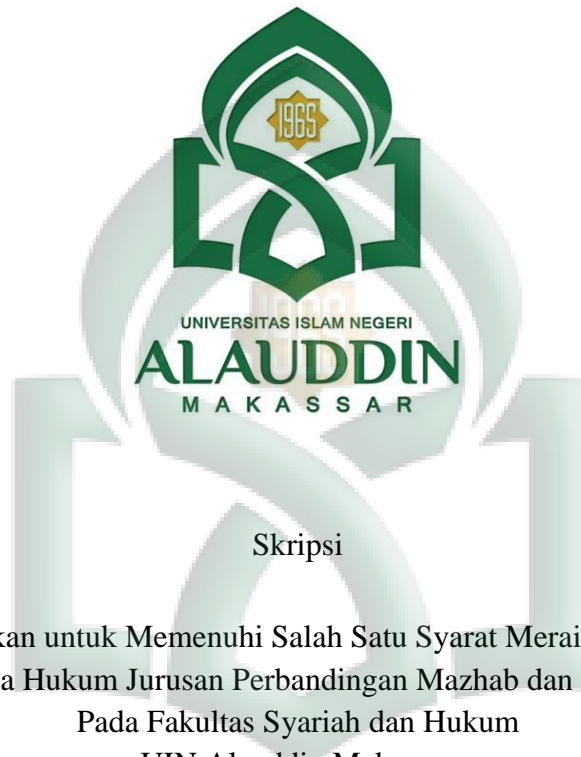 1965
UNIVERSITAS ISLAM NEGERI
ALAUDDIN
MAKASSAR
Skripsi
untuk Memenuhi Salah Satu Syarat
Hukum Jurusan Perbandingan Mazhab dan
Pada Fakultas Syariah dan Hukum